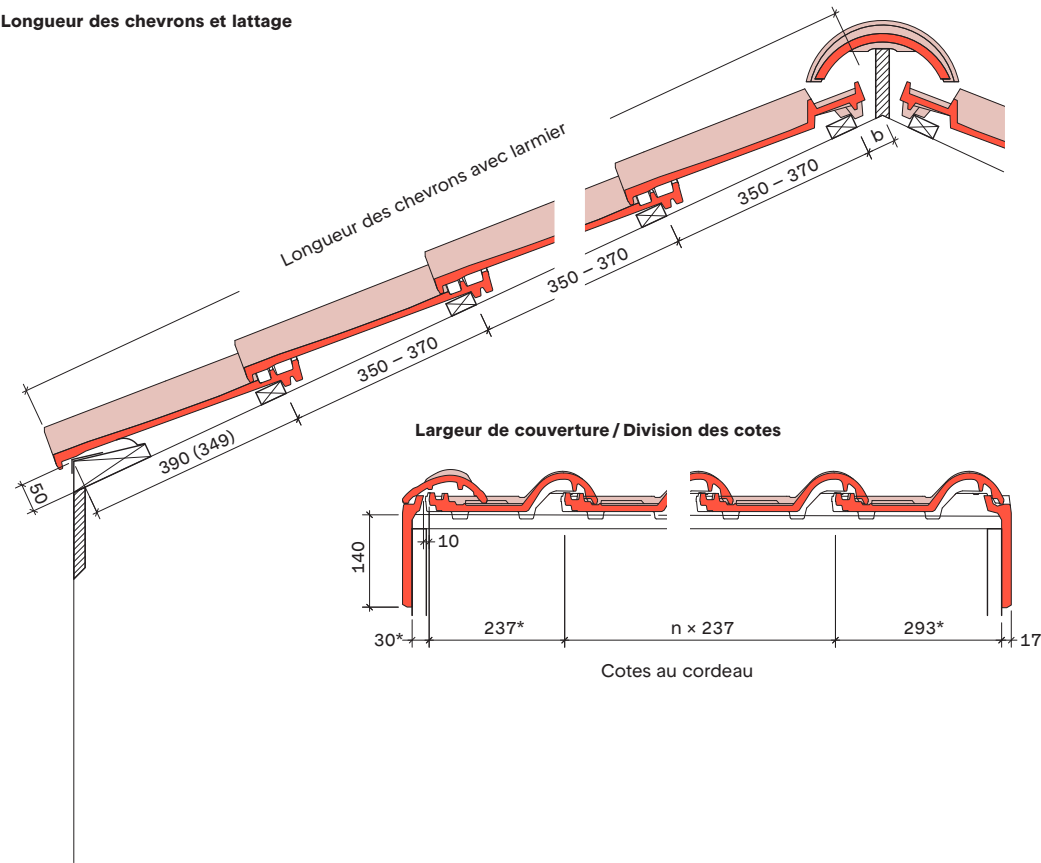 Longueur des chevrons et lattage
Longueur des chevrons avec larmier
b
350 – 370
350 – 370
350 – 370
390 (349)
50
Largeur de couverture / Division des cotes
140
10
30*
237*
n × 237
293*
17
Cotes au cordeau